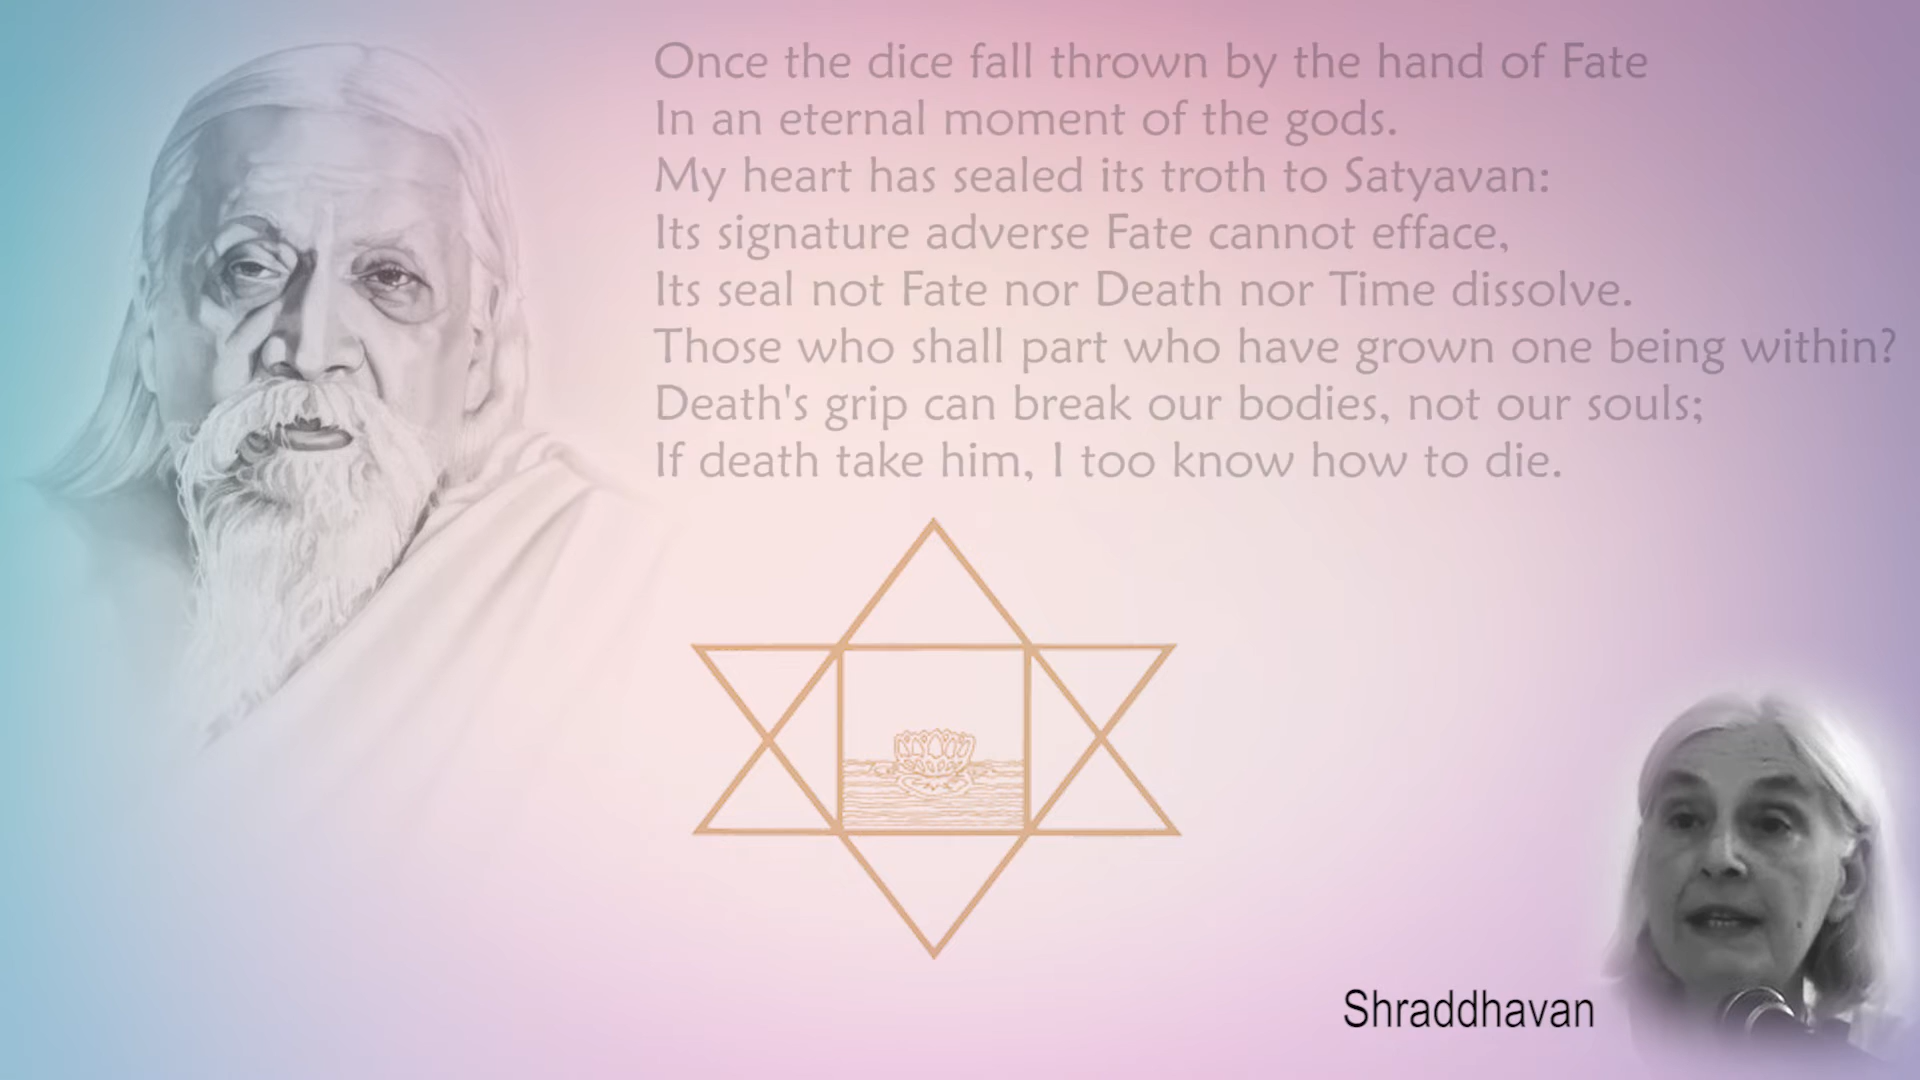 Once the dice fall thrown by the hand of Fate
In an eternal moment of the gods.
My heart has sealed its troth to Satyavan:
Its signature adverse Fate cannot efface,
Its seal not Fate nor Death nor Time dissolve.
Those who shall part who have grown one being within?
Death's grip can break our bodies, not our souls;
If death take him, I too know how to die.
Shraddhavan